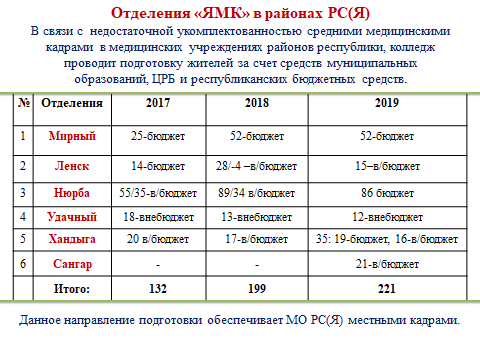 Отделения «ЯМК» в районах РС(Я)
В связи с недостаточной укомплектованностью средними медицинскими
кадрами в медицинских учреждениях районов республики, колледж
проводит подготовку жителей за счет средств муниципальных
образований, ЦРБ и республиканских бюджетных средств.
№ Отделения 2017 2018 2019
1 Мирный 25-бюджет 52-бюджет 52-бюджет
2 Ленск 14-бюджет 28/-4 –в/бюджет 15–в/бюджет
3 Нюрба 55/35-в/бюджет 89/34 в/бюджет 86 бюджет
4 Удачный 18-внебюджет 13-внебюджет 12-внебюджет
5 Хандыга 20 в/бюджет 17-в/бюджет 35: 19-бюджет, 16-в/бюджет
6 Сангар - - 21-в/бюджет
Итого: 132 199 221
Данное направление подготовки обеспечивает МО РС(Я) местными кадрами.